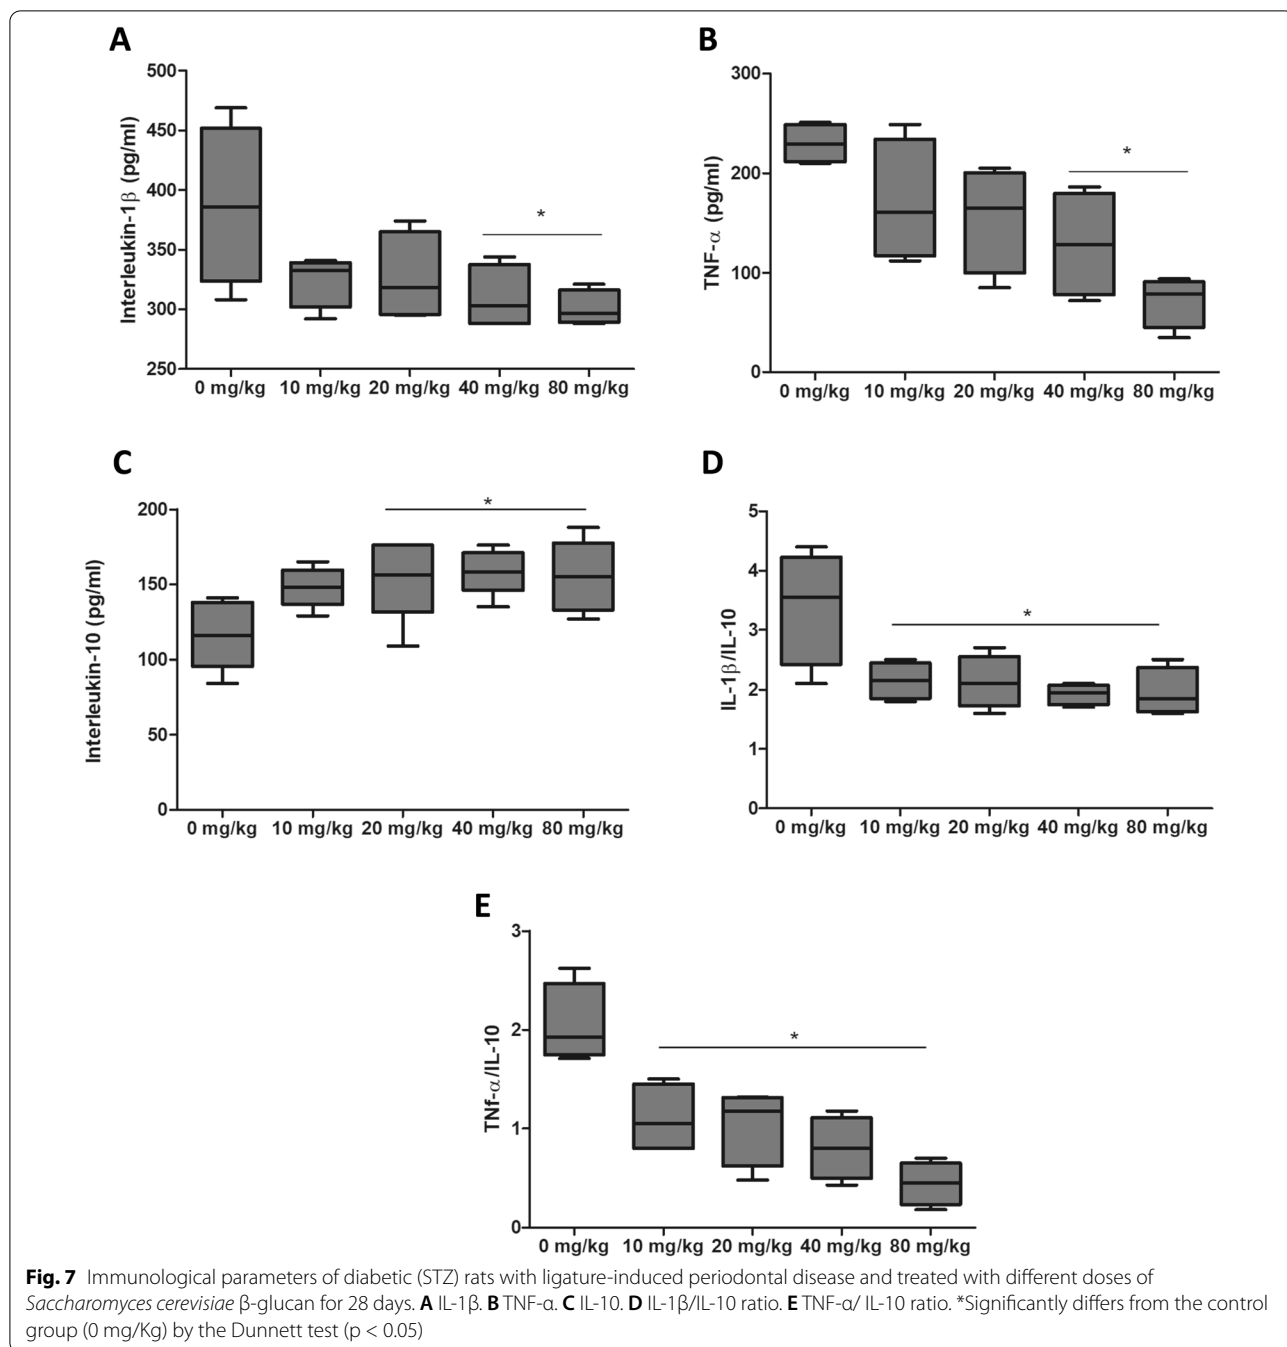 A
500
450
400
350
300
250
Interleukin-1β (pg/ml)
*
0 mg/kg 10 mg/kg 20 mg/kg 40 mg/kg 80 mg/kg
B
300
200
100
0
TNF-α (pg/ml)
*
0 mg/kg 10 mg/kg 20 mg/kg 40 mg/kg 80 mg/kg
C
200
150
100
50
0
Interleukin-10 (pg/ml)
*
0 mg/kg 10 mg/kg 20 mg/kg 40 mg/kg 80 mg/kg
D
5
4
3
2
1
0
IL-1β/IL-10
*
0 mg/kg 10 mg/kg 20 mg/kg 40 mg/kg 80 mg/kg
E
3
2
1
0
TNf-α/IL-10
*
0 mg/kg 10 mg/kg 20 mg/kg 40 mg/kg 80 mg/kg
Fig. 7 Immunological parameters of diabetic (STZ) rats with ligature-induced periodontal disease and treated with different doses of
Saccharomyces cerevisiae β-glucan for 28 days. A IL-1β. B TNF-α. C IL-10. D IL-1β/IL-10 ratio. E TNF-α/ IL-10 ratio. *Significantly differs from the control
group (0 mg/Kg) by the Dunnett test (p < 0.05)